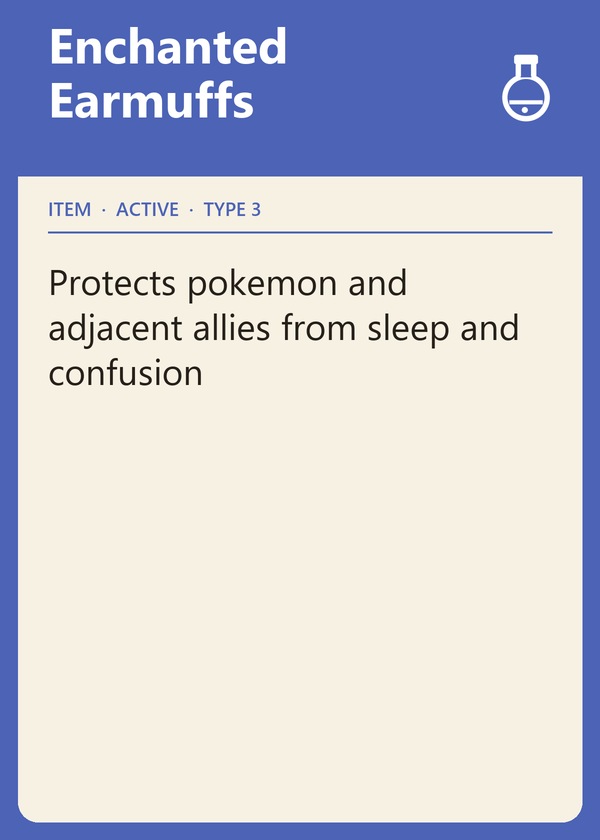 Enchanted
Earmuffs
ITEM · ACTIVE · TYPE 3
Protects pokemon and
adjacent allies from sleep and
confusion